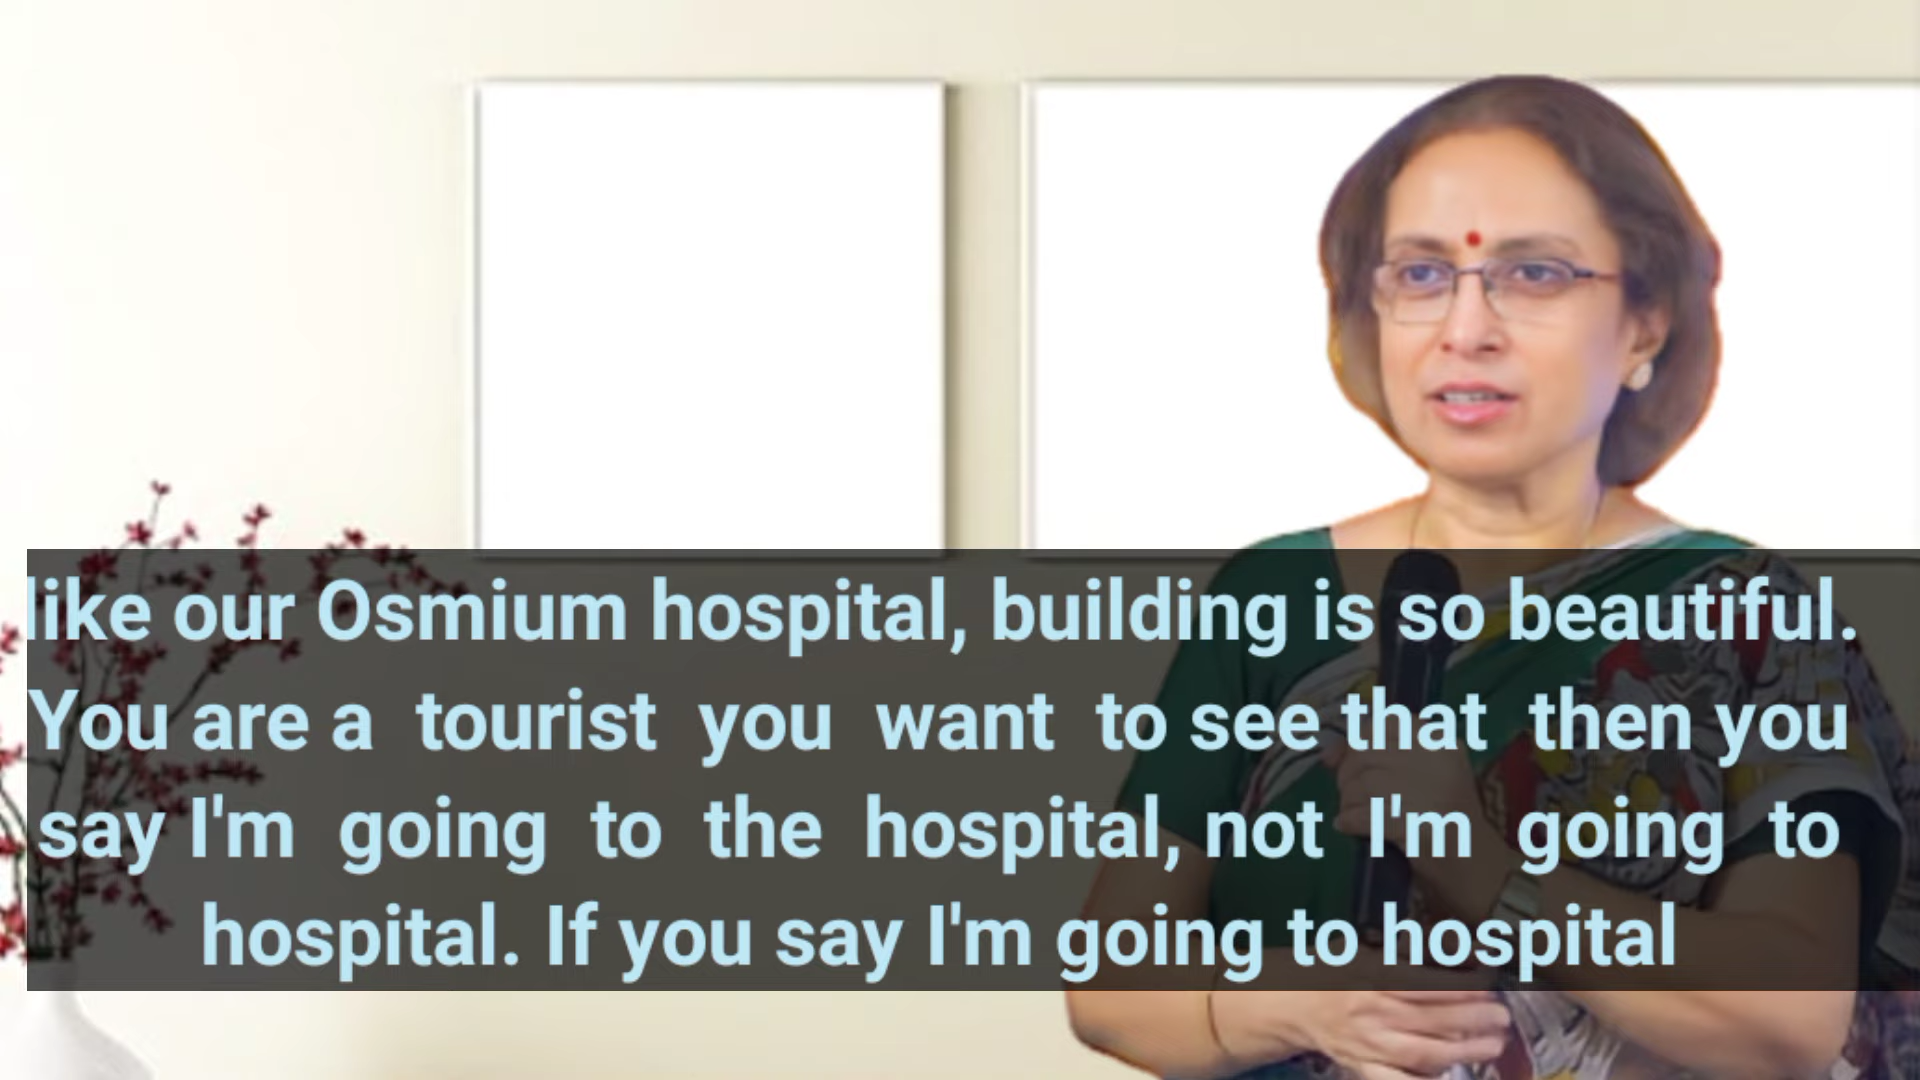 like our Osmium hospital, building is so beautiful.
You are a tourist you want to see that then you
say I'm going to the hospital, not I'm going to
hospital. If you say I'm going to hospital